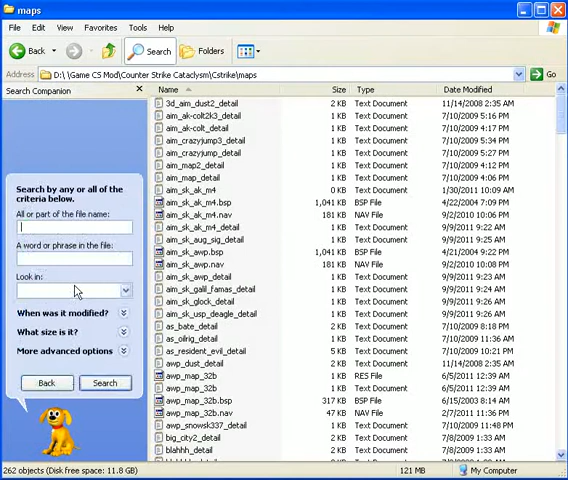 maps
File Edit View Favorites Tools Help
Back Search Folders
Address D:\ \Game CS Mod\Counter Strike Cataclysm\Cstrike\maps Go
Search Companion
Name Size Type Date Modified
3d_aim_dust2_detail 2 KB Text Document 11/14/2008 2:35 AM
aim_ak-colt2k3_detail 1 KB Text Document 7/10/2009 5:16 PM
aim_ak-colt_detail 1 KB Text Document 7/10/2009 4:17 PM
aim_crazyjump3_detail 1 KB Text Document 7/10/2009 5:34 PM
aim_crazyjump_detail 1 KB Text Document 7/10/2009 5:27 PM
aim_map2_detail 1 KB Text Document 7/10/2009 4:12 PM
aim_map_detail 1 KB Text Document 7/10/2009 5:16 PM
aim_sk_ak_m4 0 KB Text Document 1/30/2011 10:09 AM
aim_sk_ak_m4.bsp 1,041 KB BSP File 4/22/2004 7:09 PM
aim_sk_ak_m4.nav 181 KB NAV File 9/2/2010 10:06 PM
aim_sk_ak_m4_detail 1 KB Text Document 9/9/2011 9:27 AM
aim_sk_aug_sig_detail 1 KB Text Document 9/9/2011 9:25 AM
aim_sk_awp.bsp 1,041 KB BSP File 4/21/2004 9:12 PM
aim_sk_awp.nav 181 KB NAV File 9/2/2010 10:08 PM
aim_sk_awp_detail 1 KB Text Document 9/9/2011 9:23 AM
aim_sk_galil_famas_detail 1 KB Text Document 9/9/2011 9:24 AM
aim_sk_glock_detail 1 KB Text Document 9/9/2011 9:26 AM
aim_sk_usp_deagle_detail 1 KB Text Document 9/9/2011 9:24 AM
as_bate_detail 1 KB Text Document 7/10/2009 8:18 PM
as_oilrig_detail 1 KB Text Document 7/10/2009 5:38 PM
as_resident_evil_detail 5 KB Text Document 7/10/2009 10:21 PM
awp_dust_detail 2 KB Text Document 11/14/2008 2:35 AM
awp_map_32b 1 KB RES File 6/5/2011 12:39 AM
awp_map_32b 1 KB Text Document 6/5/2011 12:39 AM
awp_map_32b.bsp 317 KB BSP File 6/15/2003 8:14 PM
awp_map_32b.nav 47 KB NAV File 2/7/2011 11:36 PM
awp_snowsk337_detail 1 KB Text Document 7/10/2009 11:48 PM
big_city2_detail 1 KB Text Document 7/8/2009 1:33 AM
blahhh_detail 1 KB Text Document 7/8/2009 1:33 AM
Search by any or all of the
criteria below.
All or part of the file name:
A word or phrase in the file:
Look in:
When was it modified?
What size is it?
More advanced options
Back Search
262 objects (Disk free space: 11.8 GB) 121 MB My Computer